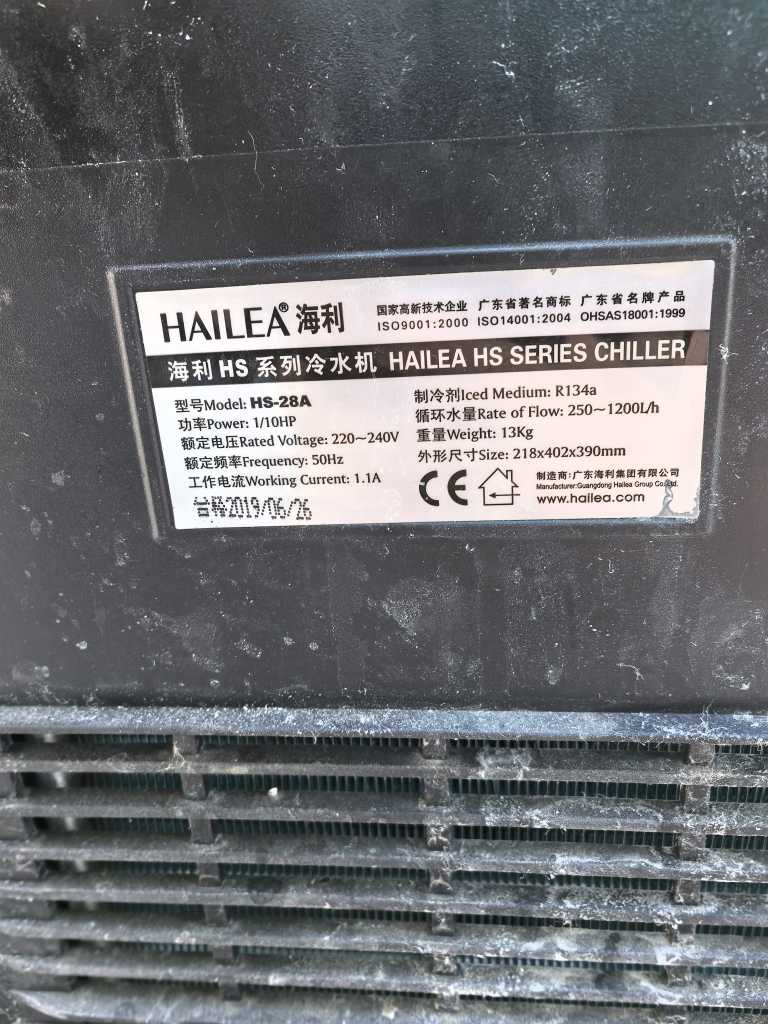 HAILEA® 海利
国家高新技术企业 广东省著名商标 广东省名牌产品
ISO9001:2000 ISO14001:2004 OHSAS18001:1999
海利 HS 系列冷水机 HAILEA HS SERIES CHILLER
型号Model: HS-28A
功率Power: 1/10HP
额定电压Rated Voltage: 220~240V
额定频率Frequency: 50Hz
工作电流Working Current: 1.1A
制冷剂Iced Medium: R134a
循环水量Rate of Flow: 250~1200L/h
重量Weight: 13Kg
外形尺寸Size: 218x402x390mm
CE
制造商:广东海利集团有限公司
Manufacturer:Guangdong Hailea Group Co.,Ltd.
www.hailea.com
2019/06/26